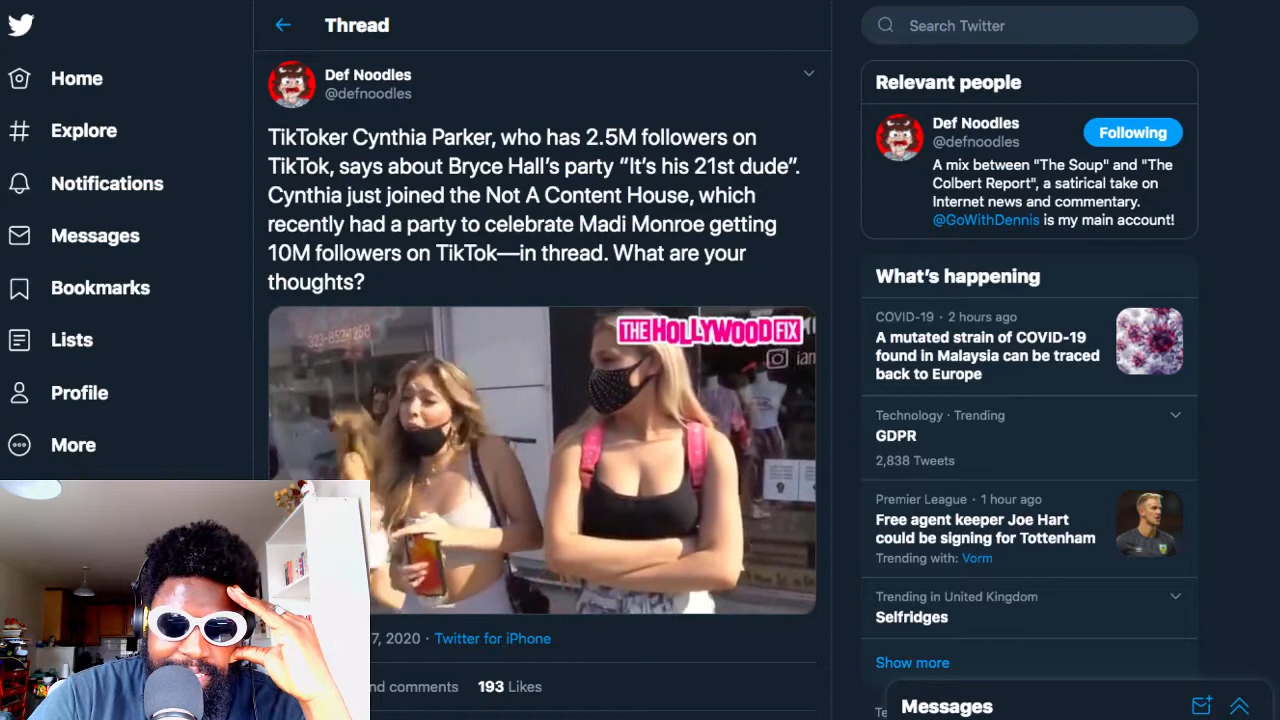 Home
Explore
Notifications
Messages
Bookmarks
Lists
Profile
More
Thread
Def Noodles
@defnoodles
TikToker Cynthia Parker, who has 2.5M followers on
TikTok, says about Bryce Hall’s party “It’s his 21st dude”.
Cynthia just joined the Not A Content House, which
recently had a party to celebrate Madi Monroe getting
10M followers on TikTok—in thread. What are your
thoughts?
THE HOLLYWOOD FIX
ian
7, 2020 · Twitter for iPhone
comments 193 Likes
Search Twitter
Relevant people
Def Noodles
@defnoodles
Following
A mix between "The Soup" and "The
Colbert Report", a satirical take on
Internet news and commentary.
@GoWithDennis is my main account!
What’s happening
COVID-19 · 2 hours ago
A mutated strain of COVID-19
found in Malaysia can be traced
back to Europe
Technology · Trending
GDPR
2,838 Tweets
Premier League · 1 hour ago
Free agent keeper Joe Hart
could be signing for Tottenham
Trending with: Vorm
Trending in United Kingdom
Selfridges
Show more
Messages